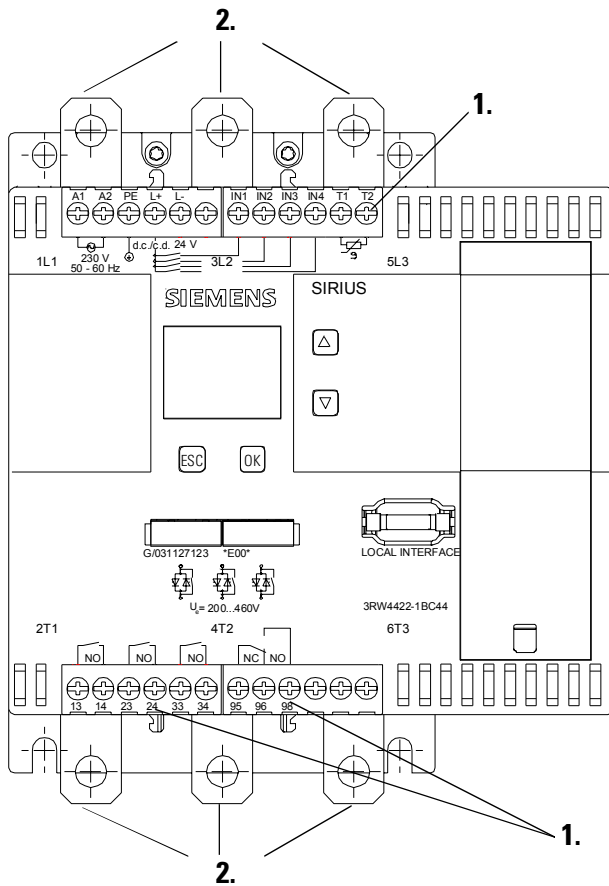 2.
1.
A1 A2 PE L+ L- IN1 IN2 IN3 IN4 T1 T2
d.c./c.d. 24 V
1L1 230 V 3L2 5L3
50 - 60 Hz
SIEMENS SIRIUS
ESC OK
G/031127123 *E00* LOCAL INTERFACE
Us= 200...460V 3RW4422-1BC44
2T1 4T2 6T3
NO NO NO NC NO
13 14 23 24 33 34 95 96 98
1.
2.